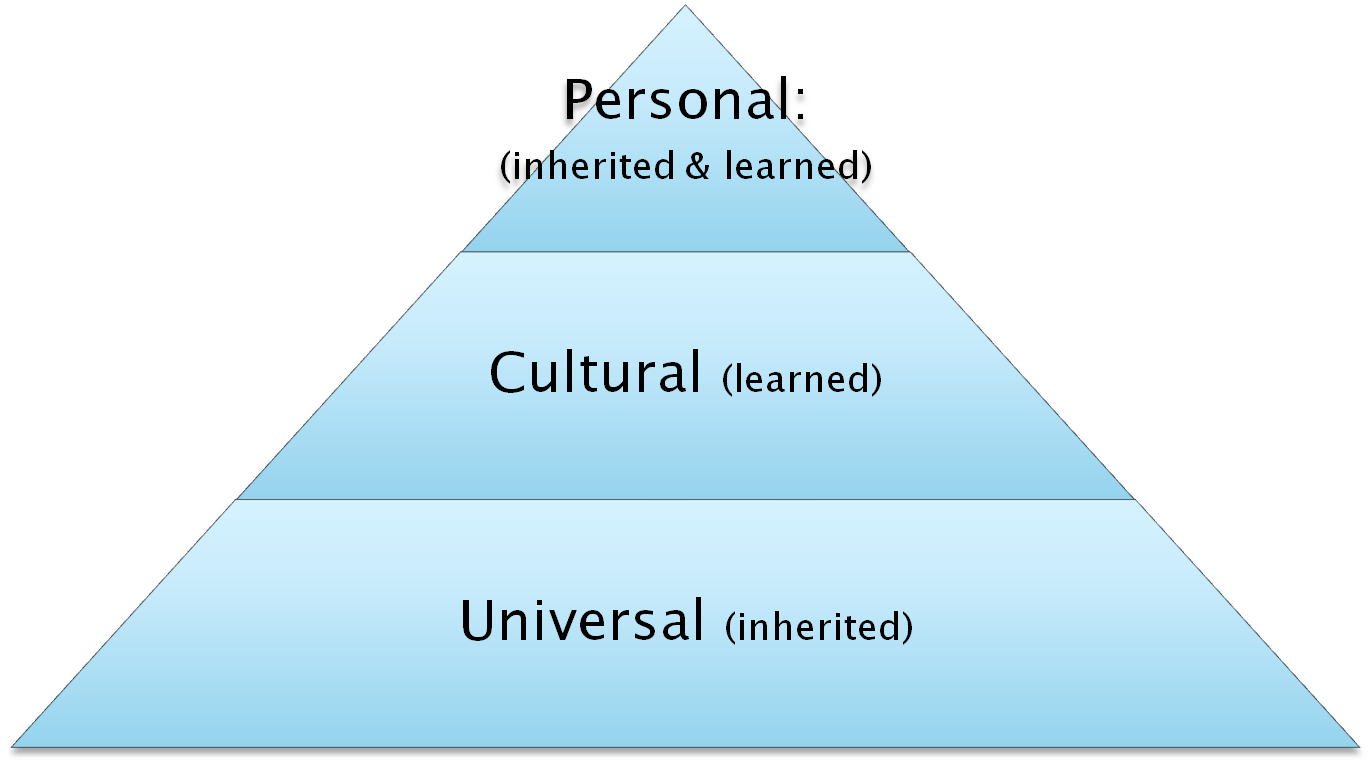 Personal:
(inherited & learned)
Cultural (learned)
Universal (inherited)